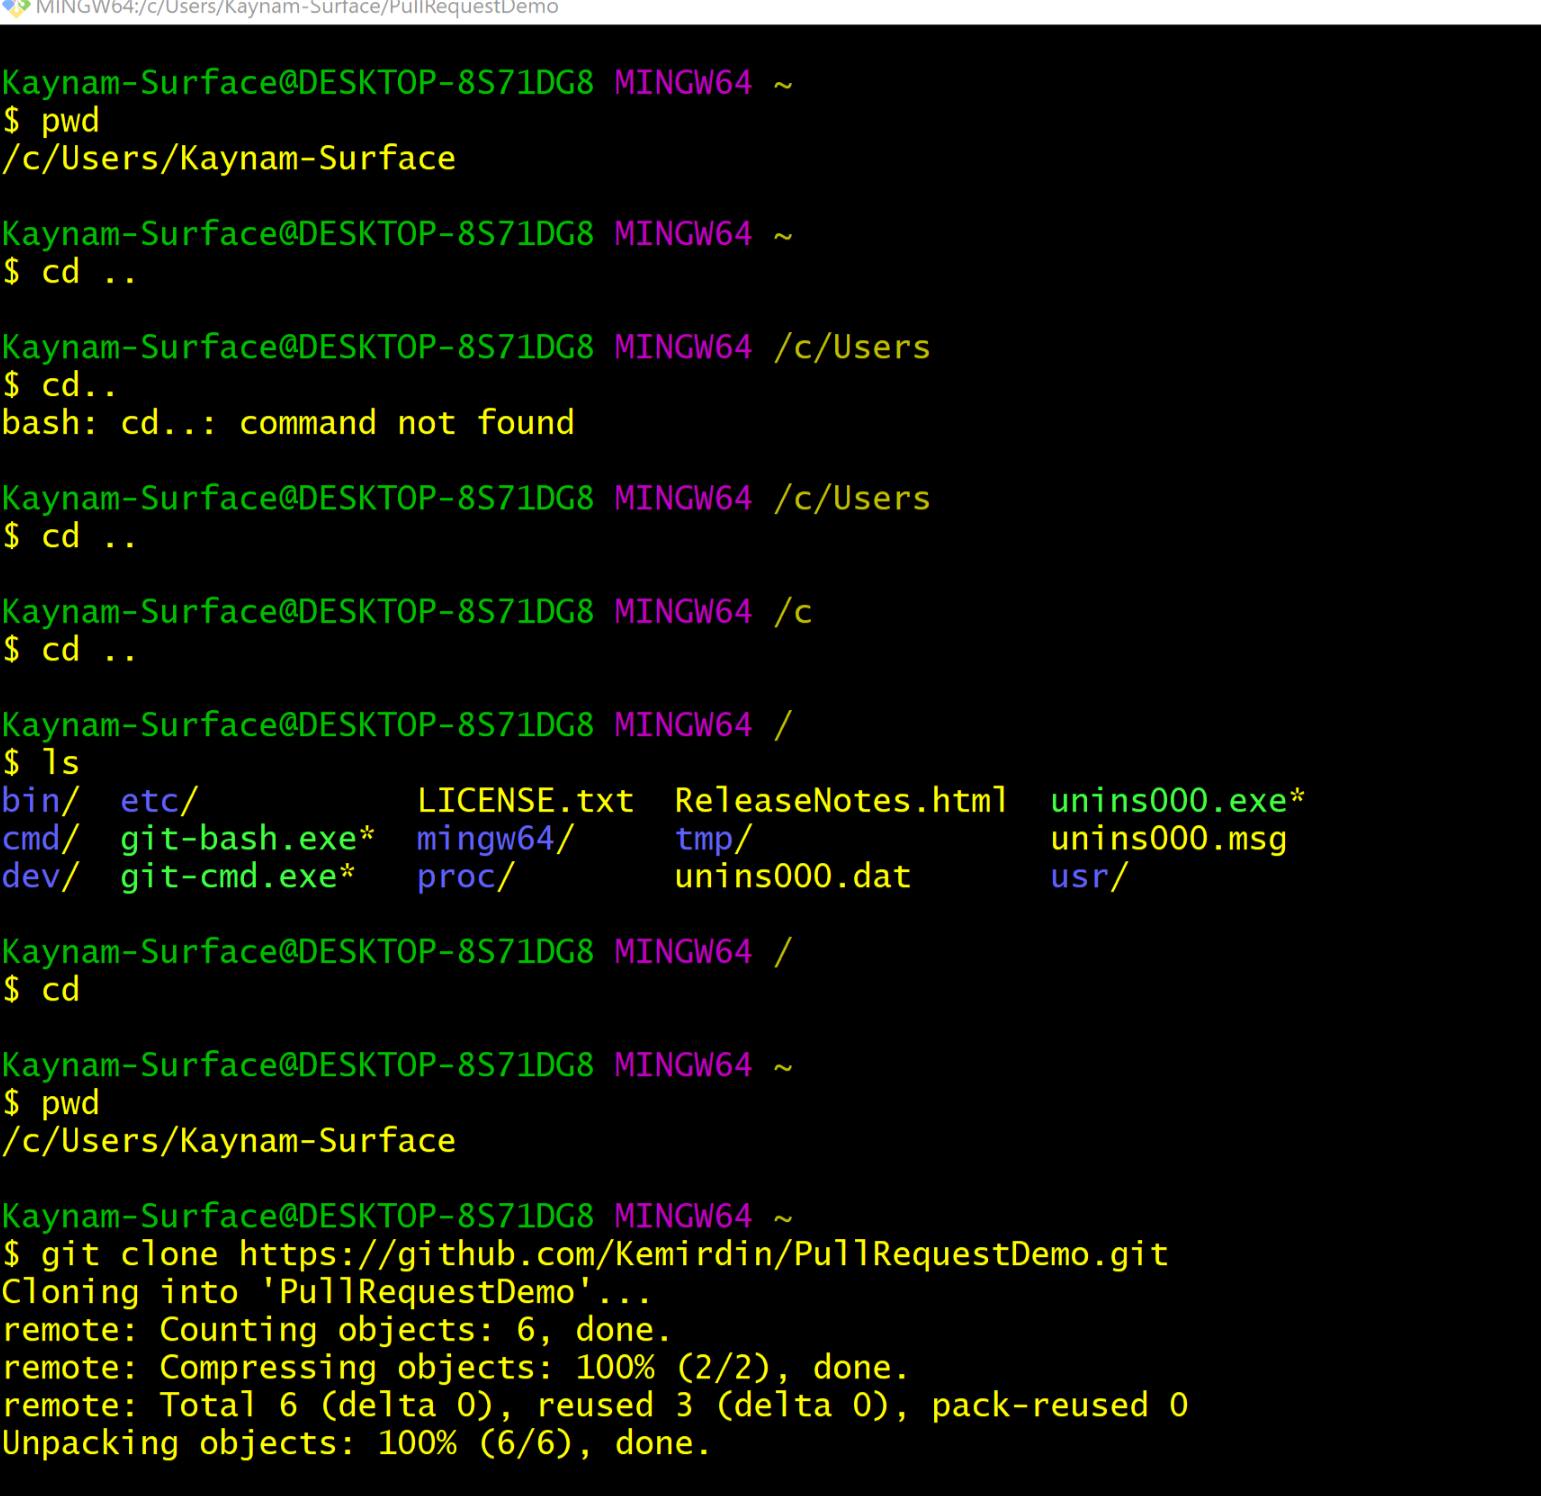 MINGW64:/c/Users/Kaynam-Surface/PullRequestDemo
Kaynam-Surface@DESKTOP-8S71DG8 MINGW64 ~
$ pwd
/c/Users/Kaynam-Surface
Kaynam-Surface@DESKTOP-8S71DG8 MINGW64 ~
$ cd ..
Kaynam-Surface@DESKTOP-8S71DG8 MINGW64 /c/Users
$ cd..
bash: cd..: command not found
Kaynam-Surface@DESKTOP-8S71DG8 MINGW64 /c/Users
$ cd ..
Kaynam-Surface@DESKTOP-8S71DG8 MINGW64 /c
$ cd ..
Kaynam-Surface@DESKTOP-8S71DG8 MINGW64 /
$ ls
bin/  etc/           LICENSE.txt  ReleaseNotes.html  unins000.exe*
cmd/  git-bash.exe*  mingw64/     tmp/               unins000.msg
dev/  git-cmd.exe*   proc/        unins000.dat       usr/
Kaynam-Surface@DESKTOP-8S71DG8 MINGW64 /
$ cd
Kaynam-Surface@DESKTOP-8S71DG8 MINGW64 ~
$ pwd
/c/Users/Kaynam-Surface
Kaynam-Surface@DESKTOP-8S71DG8 MINGW64 ~
$ git clone https://github.com/Kemirdin/PullRequestDemo.git
Cloning into 'PullRequestDemo'...
remote: Counting objects: 6, done.
remote: Compressing objects: 100% (2/2), done.
remote: Total 6 (delta 0), reused 3 (delta 0), pack-reused 0
Unpacking objects: 100% (6/6), done.